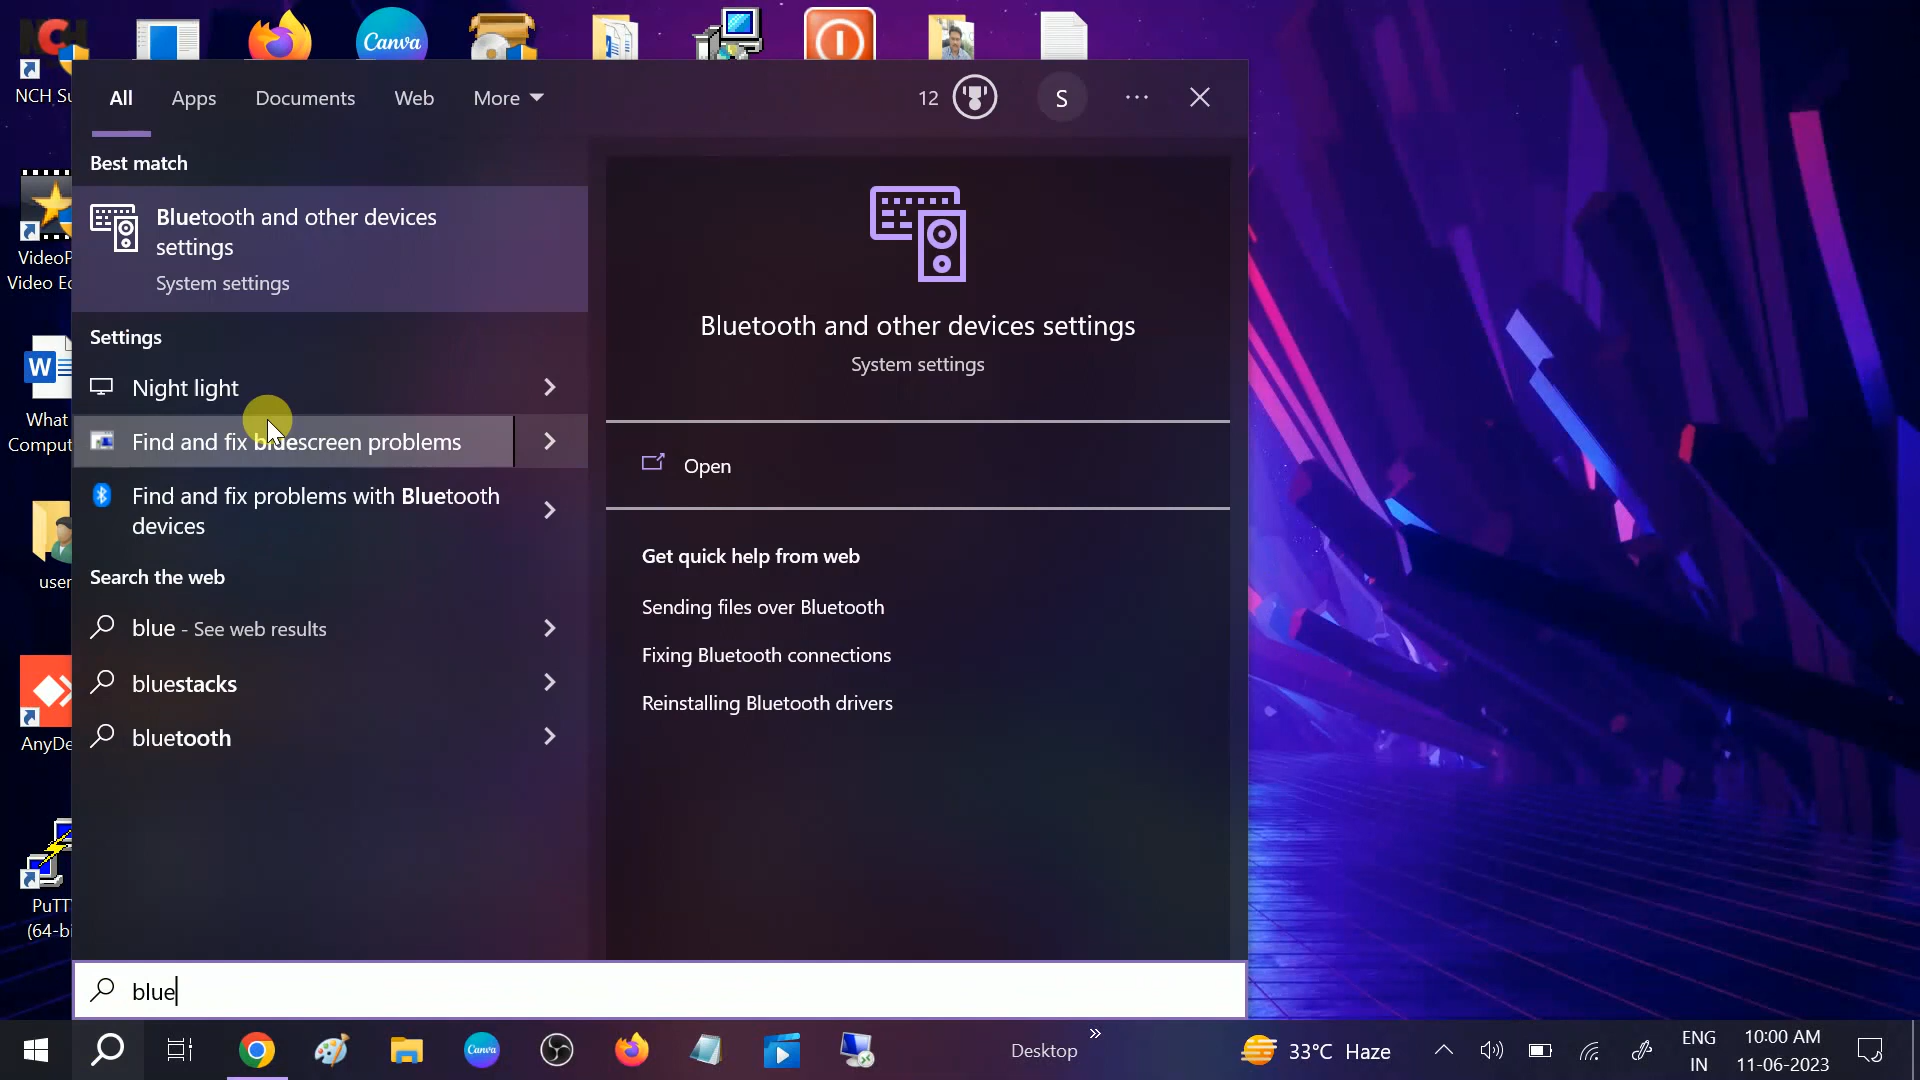 Canva
NCH Su
VideoP
Video Ed
W
What
Comput
user
AnyDe
PuTT
(64-bi
All
Apps
Documents
Web
More
12
S
Best match
Bluetooth and other devices
settings
System settings
Settings
Night light
Find and fix bluescreen problems
Find and fix problems with Bluetooth
devices
Search the web
blue - See web results
bluestacks
bluetooth
Bluetooth and other devices settings
System settings
Open
Get quick help from web
Sending files over Bluetooth
Fixing Bluetooth connections
Reinstalling Bluetooth drivers
blue
Canva
Desktop
33°C Haze
ENG
IN
10:00 AM
11-06-2023